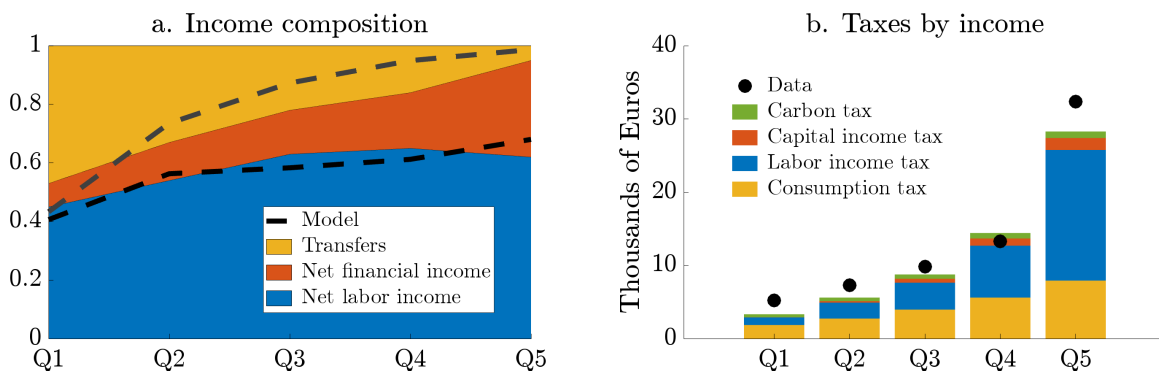 a. Income composition
1
0.8
0.6
0.4
0.2
0
Q1
Q2
Q3
Q4
Q5
Model
Transfers
Net financial income
Net labor income
b. Taxes by income
Thousands of Euros
40
30
20
10
0
Q1
Q2
Q3
Q4
Q5
Data
Carbon tax
Capital income tax
Labor income tax
Consumption tax